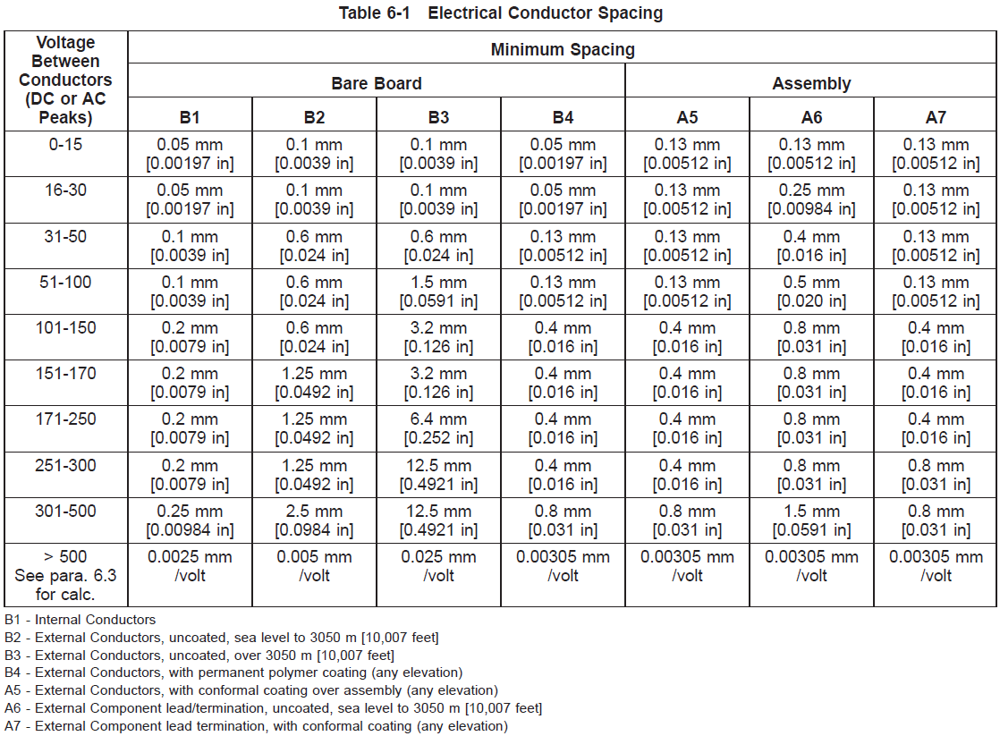 Table 6-1 Electrical Conductor Spacing
Voltage
Between
Conductors
(DC or AC
Peaks)
Minimum Spacing
Bare Board
Assembly
B1 B2 B3 B4 A5 A6 A7
0-15 0.05 mm 0.1 mm 0.1 mm 0.05 mm 0.13 mm 0.13 mm 0.13 mm
[0.00197 in] [0.0039 in] [0.0039 in] [0.00197 in] [0.00512 in] [0.00512 in] [0.00512 in]
16-30 0.05 mm 0.1 mm 0.1 mm 0.05 mm 0.13 mm 0.25 mm 0.13 mm
[0.00197 in] [0.0039 in] [0.0039 in] [0.00197 in] [0.00512 in] [0.00984 in] [0.00512 in]
31-50 0.1 mm 0.6 mm 0.6 mm 0.13 mm 0.13 mm 0.4 mm 0.13 mm
[0.0039 in] [0.024 in] [0.024 in] [0.00512 in] [0.00512 in] [0.016 in] [0.00512 in]
51-100 0.1 mm 0.6 mm 1.5 mm 0.13 mm 0.13 mm 0.5 mm 0.13 mm
[0.0039 in] [0.024 in] [0.0591 in] [0.00512 in] [0.00512 in] [0.020 in] [0.00512 in]
101-150 0.2 mm 0.6 mm 3.2 mm 0.4 mm 0.4 mm 0.8 mm 0.4 mm
[0.0079 in] [0.024 in] [0.126 in] [0.016 in] [0.016 in] [0.031 in] [0.016 in]
151-170 0.2 mm 1.25 mm 3.2 mm 0.4 mm 0.4 mm 0.8 mm 0.4 mm
[0.0079 in] [0.0492 in] [0.126 in] [0.016 in] [0.016 in] [0.031 in] [0.016 in]
171-250 0.2 mm 1.25 mm 6.4 mm 0.4 mm 0.4 mm 0.8 mm 0.4 mm
[0.0079 in] [0.0492 in] [0.252 in] [0.016 in] [0.016 in] [0.031 in] [0.016 in]
251-300 0.2 mm 1.25 mm 12.5 mm 0.4 mm 0.4 mm 0.8 mm 0.8 mm
[0.0079 in] [0.0492 in] [0.4921 in] [0.016 in] [0.016 in] [0.031 in] [0.031 in]
301-500 0.25 mm 2.5 mm 12.5 mm 0.8 mm 0.8 mm 1.5 mm 0.8 mm
[0.00984 in] [0.0984 in] [0.4921 in] [0.031 in] [0.031 in] [0.0591 in] [0.031 in]
> 500 0.0025 mm 0.005 mm 0.025 mm 0.00305 mm 0.00305 mm 0.00305 mm 0.00305 mm
See para. 6.3 /volt /volt /volt /volt /volt /volt /volt
for calc.
B1 - Internal Conductors
B2 - External Conductors, uncoated, sea level to 3050 m [10,007 feet]
B3 - External Conductors, uncoated, over 3050 m [10,007 feet]
B4 - External Conductors, with permanent polymer coating (any elevation)
A5 - External Conductors, with conformal coating over assembly (any elevation)
A6 - External Component lead/termination, uncoated, sea level to 3050 m [10,007 feet]
A7 - External Component lead termination, with conformal coating (any elevation)